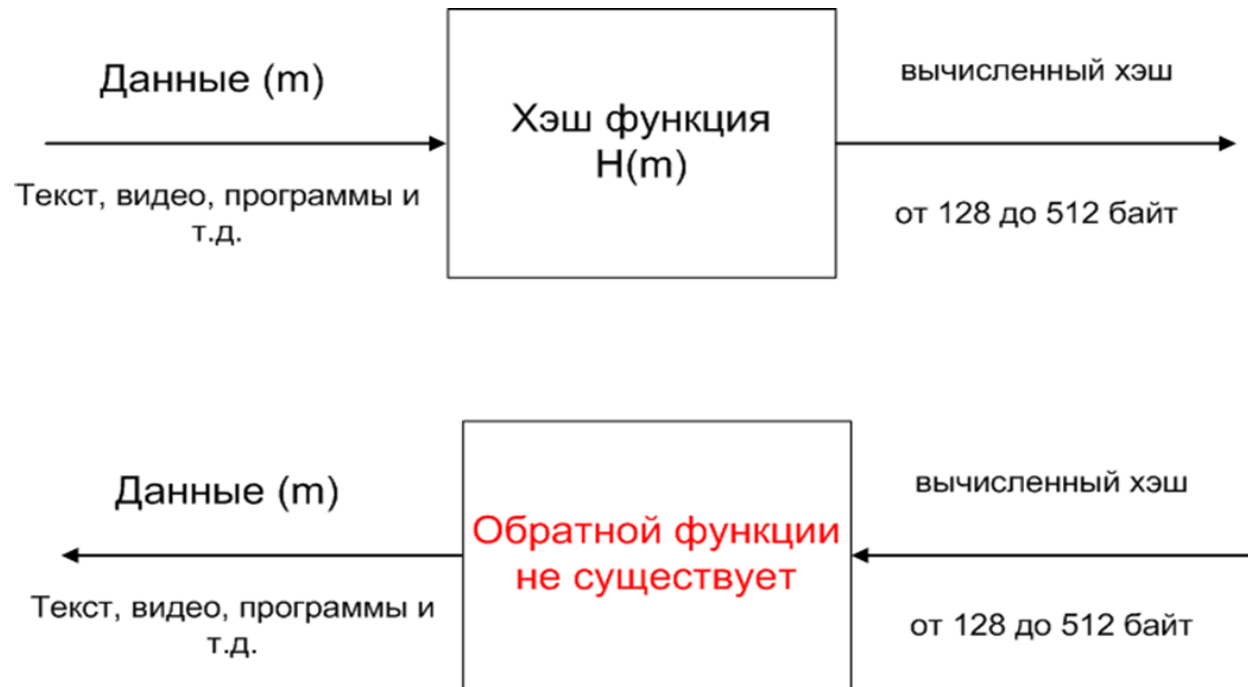 Данные (m)
Текст, видео, программы и
т.д.
Хэш функция
H(m)
вычисленный хэш
от 128 до 512 байт
Данные (m)
Текст, видео, программы и
т.д.
Обратной функции
не существует
вычисленный хэш
от 128 до 512 байт